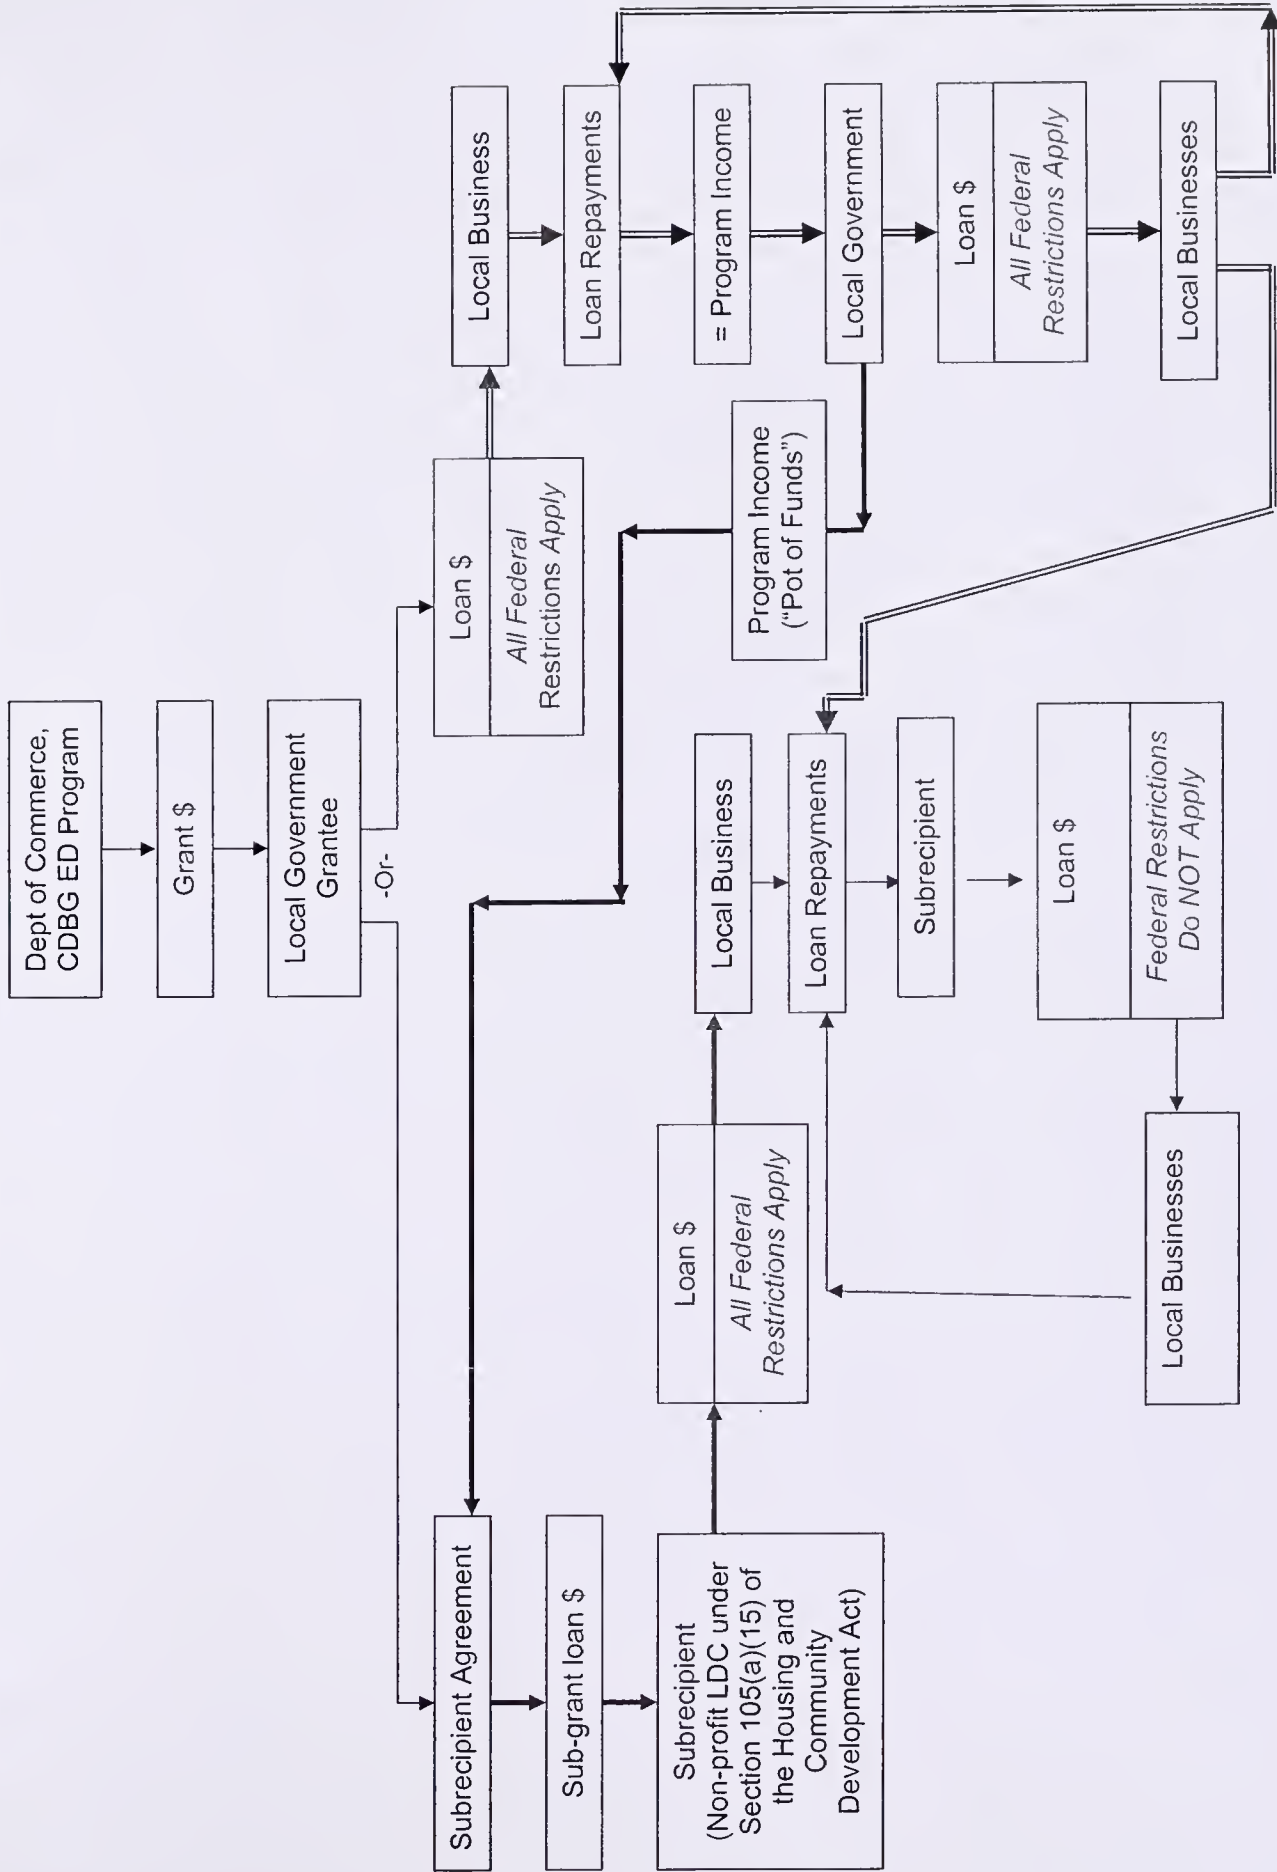 Dept of Commerce,
CDBG ED Program
Grant $
Local Government
Grantee
-Or-
Subrecipient Agreement
Sub-grant loan $
Subrecipient
(Non-profit LDC under
Section 105(a)(15) of
the Housing and
Community
Development Act)
Loan $
All Federal
Restrictions Apply
Local Business
Loan Repayments
Subrecipient
Loan $
Federal Restrictions
Do NOT Apply
Local Businesses
Loan $
All Federal
Restrictions Apply
Local Business
Loan Repayments
= Program Income
Local Government
Program Income
("Pot of Funds")
Loan $
All Federal
Restrictions Apply
Local Businesses